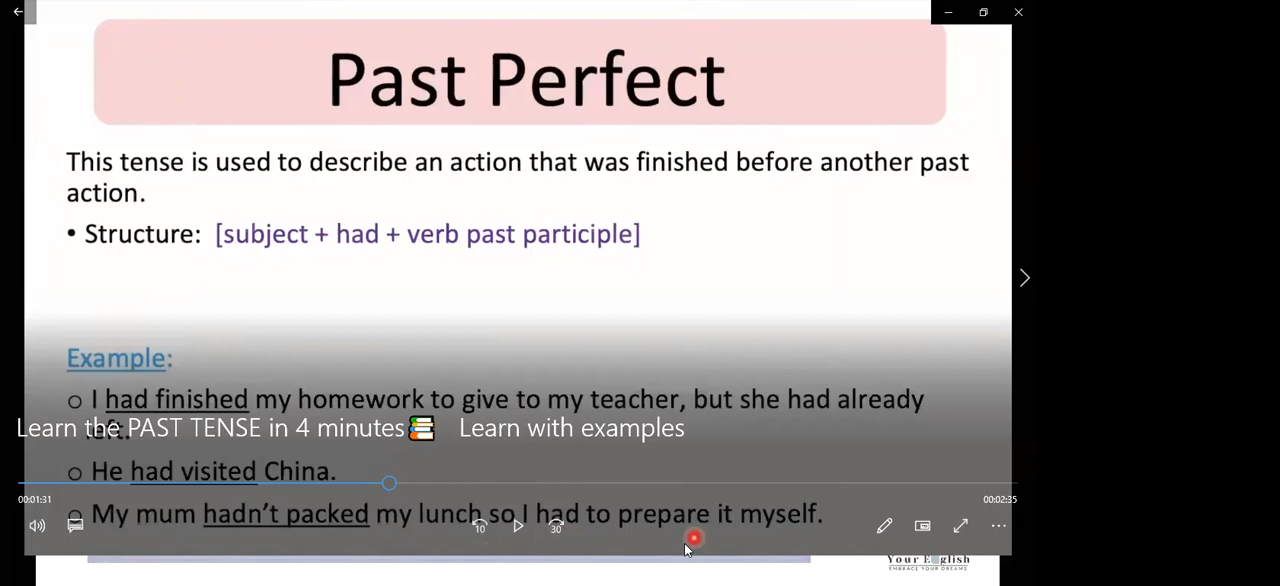 Past Perfect
This tense is used to describe an action that was finished before another past
action.
• Structure: [subject + had + verb past participle]
Example:
o I had finished my homework to give to my teacher, but she had already
left.
Learn the PAST TENSE in 4 minutes📚 Learn with examples
o He had visited China.
00:01:31
00:02:35
o My mum hadn't packed my lunch so I had to prepare it myself.
10
30
Your English
EMBRACE YOUR DREAMS